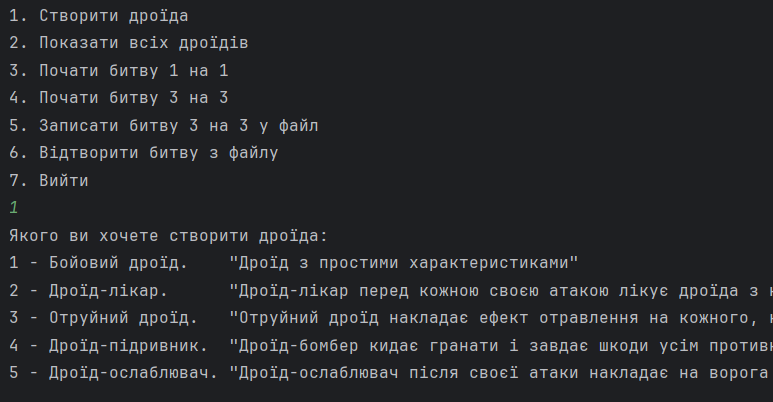 1. Створити дроїда
2. Показати всіх дроїдів
3. Почати битву 1 на 1
4. Почати битву 3 на 3
5. Записати битву 3 на 3 у файл
6. Відтворити битву з файлу
7. Вийти
1
Якого ви хочете створити дроїда:
1 - Бойовий дроїд. "Дроїд з простими характеристиками"
2 - Дроїд-лікар. "Дроїд-лікар перед кожною своєю атакою лікує дроїда з
3 - Отруйний дроїд. "Отруйний дроїд накладає ефект отравлення на кожного,
4 - Дроїд-підривник. "Дроїд-бомбер кидає гранати і завдає шкоди усім
5 - Дроїд-ослаблювач. "Дроїд-ослаблювач після своєї атаки накладає на ворога